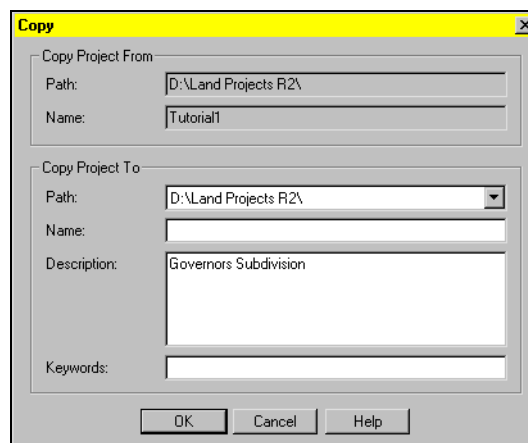 Copy
Copy Project From
Path: D:\Land Projects R2\
Name: Tutorial1
Copy Project To
Path: D:\Land Projects R2\
Name:
Description: Governors Subdivision
Keywords:
OK Cancel Help